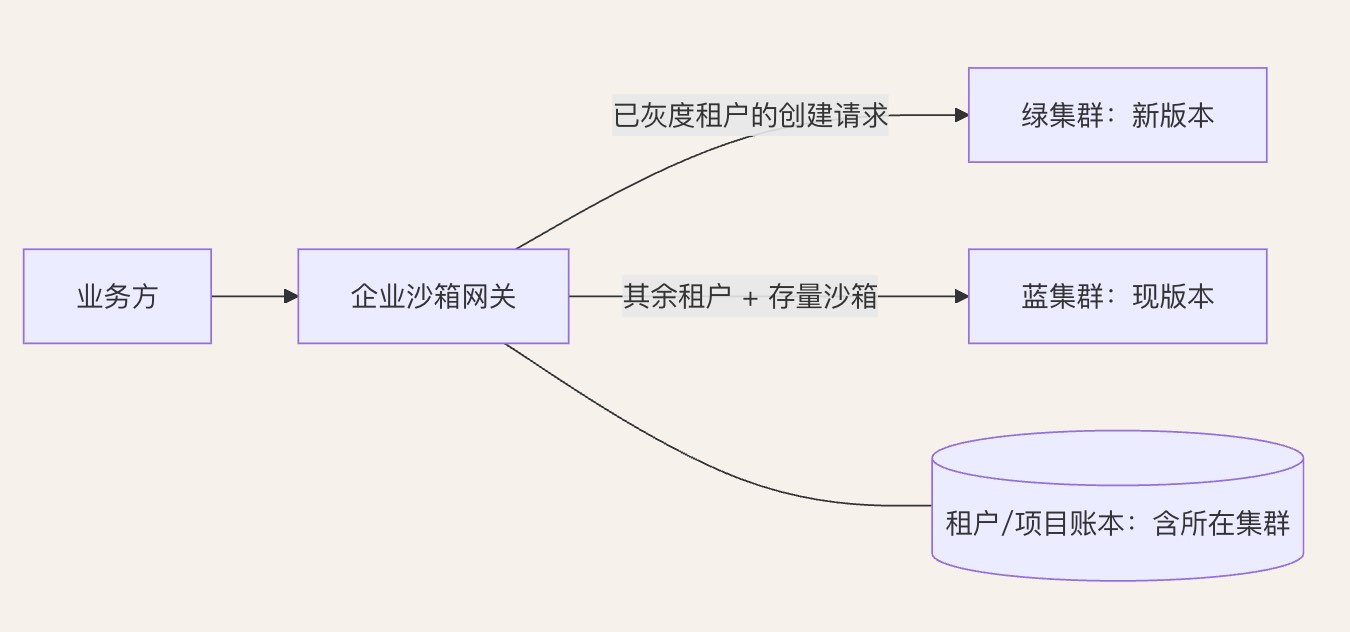 已灰度租户的创建请求
绿集群：新版本
业务方
企业沙箱网关
其余租户 + 存量沙箱
蓝集群：现版本
租户/项目账本：含所在集群